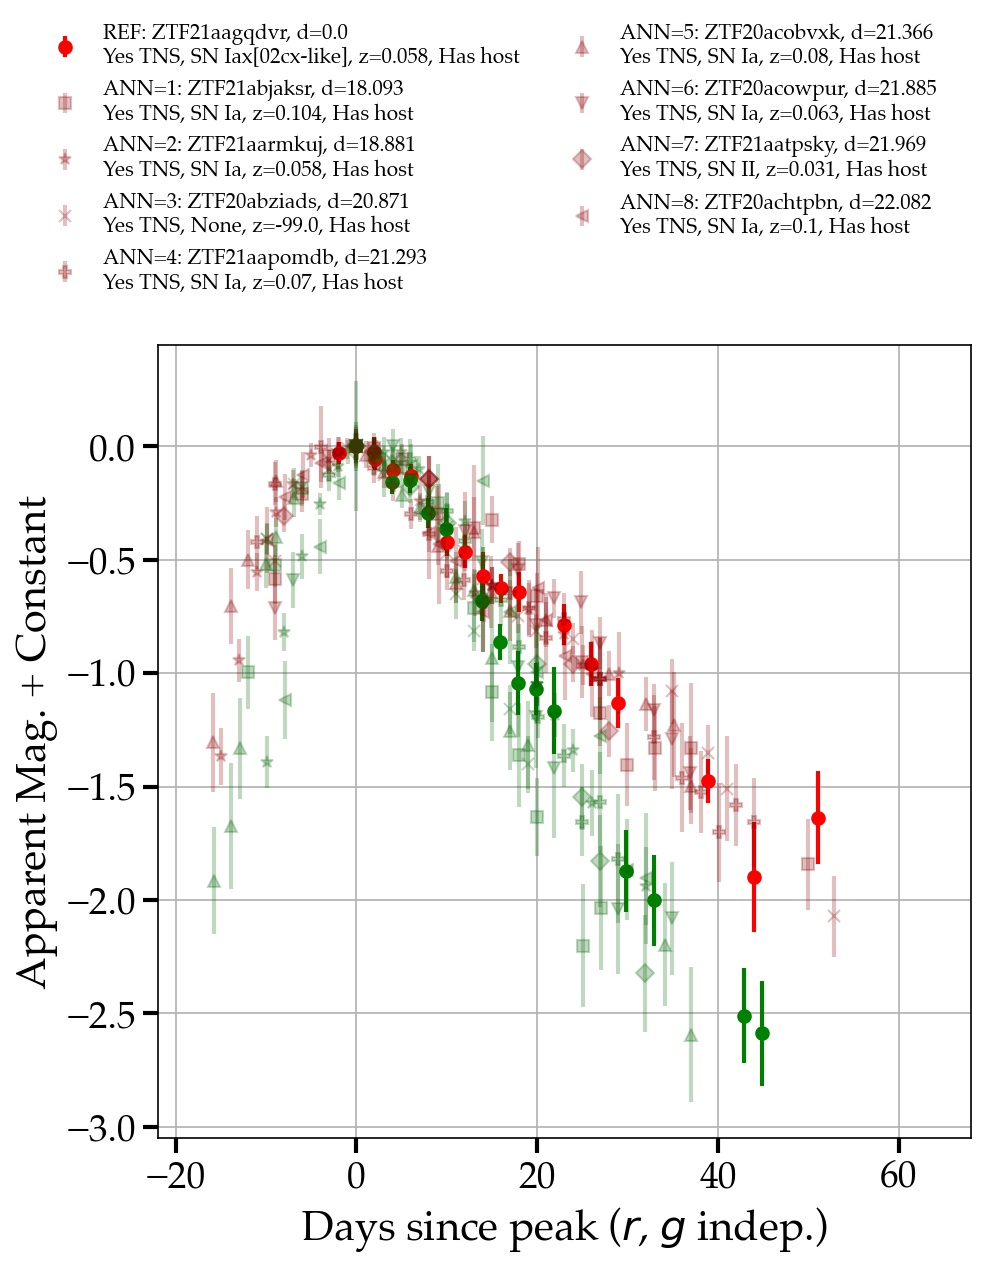 REF: ZTF21aagqdvr, d=0.0
Yes TNS, SN Iax[02cx-like], z=0.058, Has host
ANN=1: ZTF21abjaksr, d=18.093
Yes TNS, SN Ia, z=0.104, Has host
ANN=2: ZTF21aarmkuj, d=18.881
Yes TNS, SN Ia, z=0.058, Has host
ANN=3: ZTF20abziads, d=20.871
Yes TNS, None, z=-99.0, Has host
ANN=4: ZTF21aapomdb, d=21.293
Yes TNS, SN Ia, z=0.07, Has host
ANN=5: ZTF20acobvxk, d=21.366
Yes TNS, SN Ia, z=0.08, Has host
ANN=6: ZTF20acowpur, d=21.885
Yes TNS, SN Ia, z=0.063, Has host
ANN=7: ZTF21aatpsky, d=21.969
Yes TNS, SN II, z=0.031, Has host
ANN=8: ZTF20achtpbn, d=22.082
Yes TNS, SN Ia, z=0.1, Has host
Apparent Mag. + Constant
0.0
−0.5
−1.0
−1.5
−2.0
−2.5
−3.0
−20
0
20
40
60
Days since peak (r, g indep.)